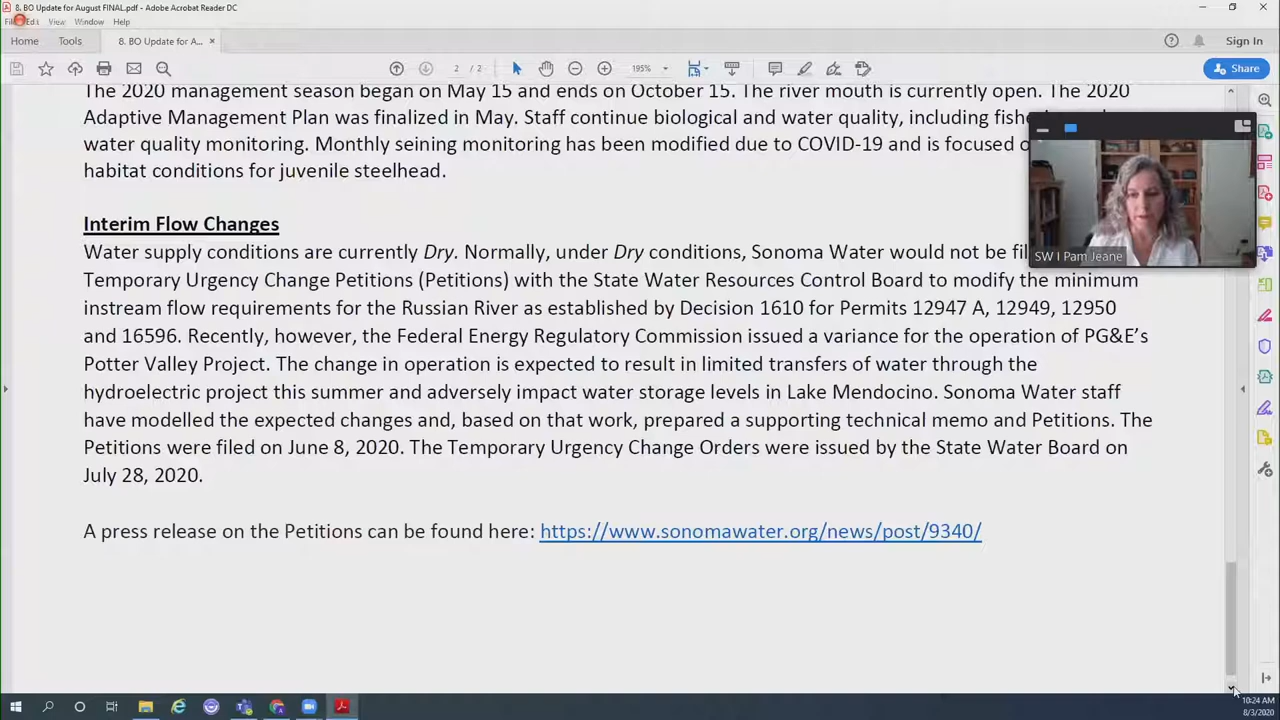 8. BO Update for August FINAL.pdf - Adobe Acrobat Reader DC
File Edit View Window Help
Home Tools 8. BO Update for A... × Sign In
2 / 2 195% Share
The 2020 management season began on May 15 and ends on October 15. The river mouth is currently open. The 2020
Adaptive Management Plan was finalized in May. Staff continue biological and water quality, including fishe
water quality monitoring. Monthly seining monitoring has been modified due to COVID-19 and is focused o
habitat conditions for juvenile steelhead.
Interim Flow Changes
Water supply conditions are currently Dry. Normally, under Dry conditions, Sonoma Water would not be fil
SW I Pam Jeane
Temporary Urgency Change Petitions (Petitions) with the State Water Resources Control Board to modify the minimum
instream flow requirements for the Russian River as established by Decision 1610 for Permits 12947 A, 12949, 12950
and 16596. Recently, however, the Federal Energy Regulatory Commission issued a variance for the operation of PG&E's
Potter Valley Project. The change in operation is expected to result in limited transfers of water through the
hydroelectric project this summer and adversely impact water storage levels in Lake Mendocino. Sonoma Water staff
have modelled the expected changes and, based on that work, prepared a supporting technical memo and Petitions. The
Petitions were filed on June 8, 2020. The Temporary Urgency Change Orders were issued by the State Water Board on
July 28, 2020.
A press release on the Petitions can be found here: https://www.sonomawater.org/news/post/9340/
10:24 AM
8/3/2020